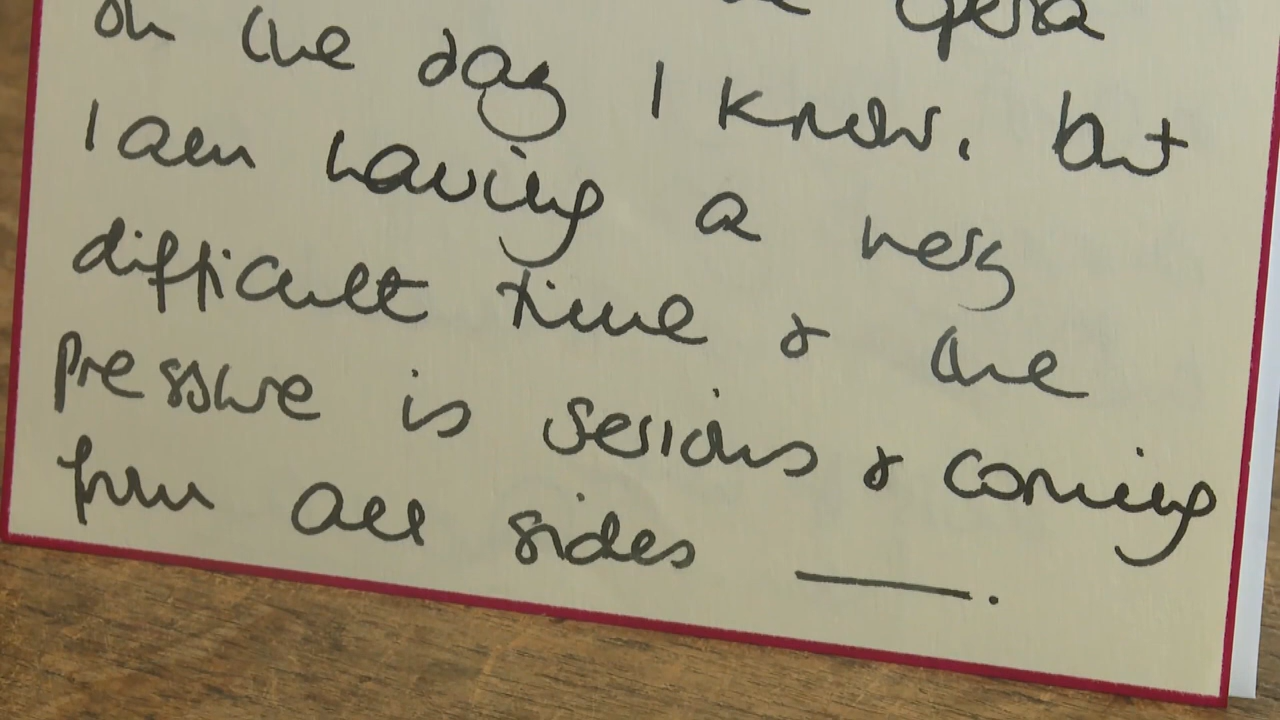 opera
on the day I know, but
I am having a very
difficult time & the
pressure is serious & coming
from all sides ___.